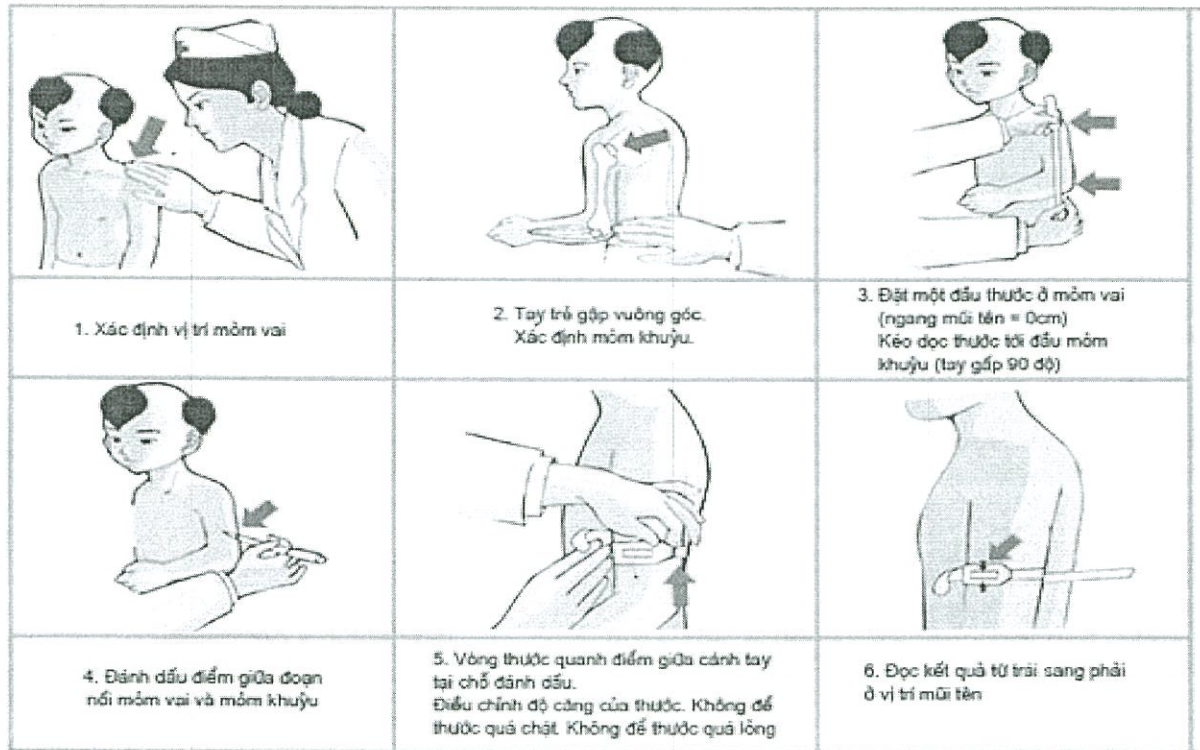 1. Xác định vị trí mỏm vai
2. Tay trẻ gập vuông góc.
Xác định mỏm khuỷu.
3. Đặt một đầu thước ở mỏm vai
(ngang mũi tên = 0cm)
Kéo dọc thước tới đầu mỏm
khuỷu (tay gấp 90 độ)
4. Đánh dấu điểm giữa đoạn
nối mỏm vai và mỏm khuỷu
5. Vòng thước quanh điểm giữa cánh tay
tại chỗ đánh dấu.
Điều chỉnh độ căng của thước. Không để
thước quá chặt. Không để thước quá lỏng
6. Đọc kết quả từ trái sang phải
ở vị trí mũi tên